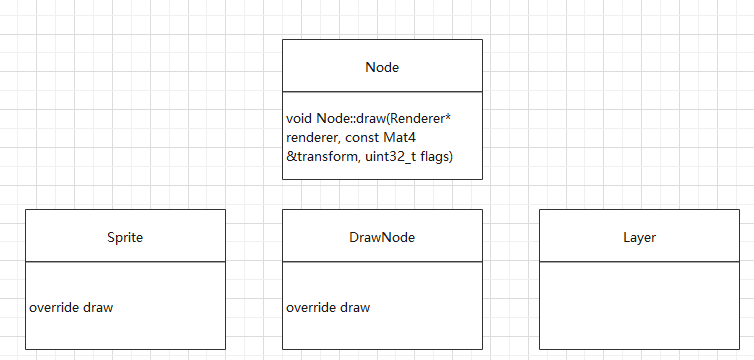 Node
void Node::draw(Renderer*
renderer, const Mat4
&transform, uint32_t flags)
Sprite
override draw
DrawNode
override draw
Layer